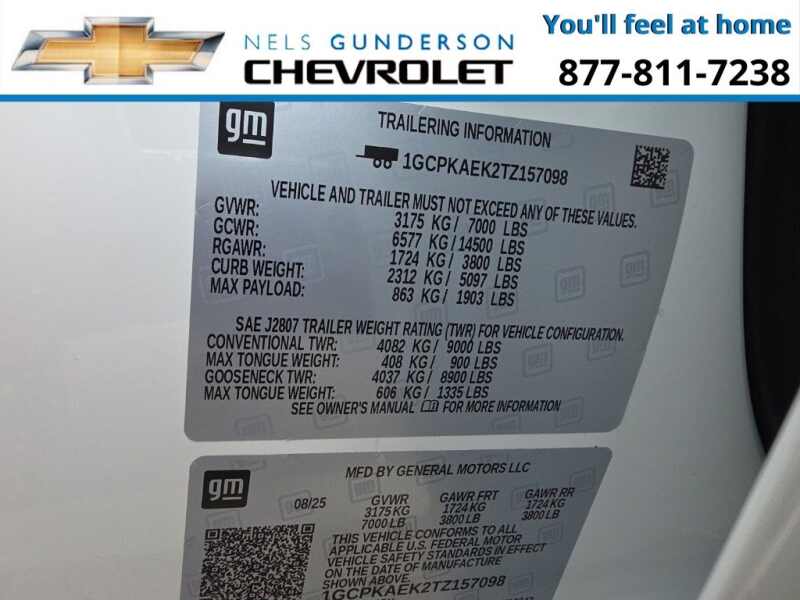 You'll feel at home
NELS GUNDERSON
CHEVROLET
877-811-7238
gm
TRAILERING INFORMATION
1GCPKAEK2TZ157098
VEHICLE AND TRAILER MUST NOT EXCEED ANY OF THESE VALUES.
GVWR: 3175 KG / 7000 LBS
GCWR: 6577 KG / 14500 LBS
RGAWR: 1724 KG / 3800 LBS
CURB WEIGHT: 2312 KG / 5097 LBS
MAX PAYLOAD: 863 KG / 1903 LBS
SAE J2807 TRAILER WEIGHT RATING (TWR) FOR VEHICLE CONFIGURATION.
CONVENTIONAL TWR: 4082 KG / 9000 LBS
MAX TONGUE WEIGHT: 408 KG / 900 LBS
GOOSENECK TWR: 4037 KG / 8900 LBS
MAX TONGUE WEIGHT: 606 KG / 1335 LBS
SEE OWNER'S MANUAL FOR MORE INFORMATION
gm
MFD BY GENERAL MOTORS LLC
08/25 GVWR GAWR FRT GAWR RR
3175 KG 1724 KG 1724 KG
7000 LB 3800 LB 3800 LB
THIS VEHICLE CONFORMS TO ALL
APPLICABLE U.S. FEDERAL MOTOR
VEHICLE SAFETY STANDARDS IN EFFECT
ON THE DATE OF MANUFACTURE
SHOWN ABOVE.
1GCPKAEK2TZ157098